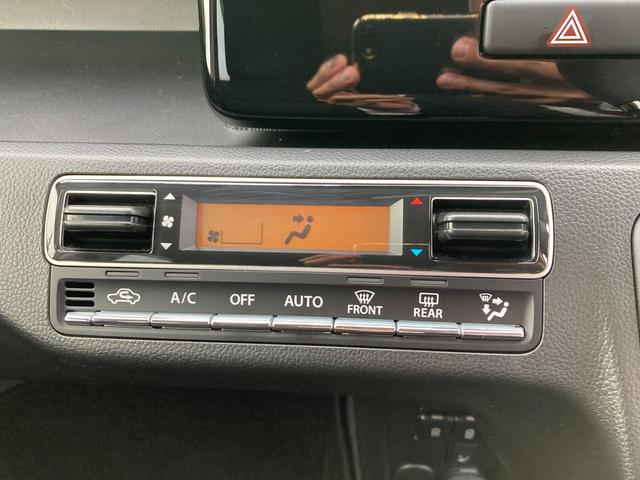 A/C OFF AUTO FRONT REAR